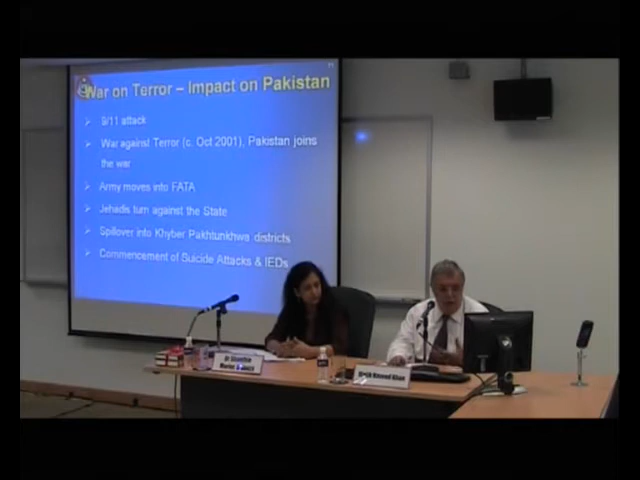 War on Terror – Impact on Pakistan
9/11 attack
War against Terror (c. Oct 2001), Pakistan joins
the war
Army moves into FATA
Jehadis turn against the State
Spillover into Khyber Pakhtunkhwa districts
Commencement of Suicide Attacks & IEDs
Khan